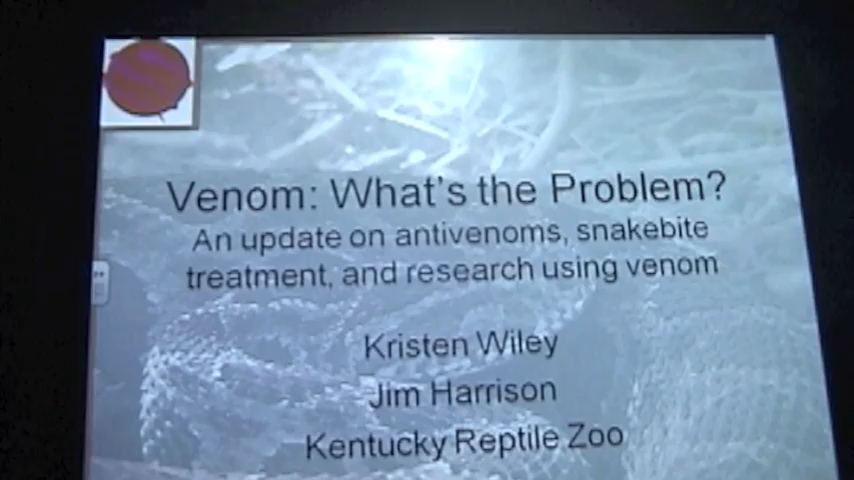 Venom: What's the Problem?
An update on antivenoms, snakebite
treatment, and research using venom
Kristen Wiley
Jim Harrison
Kentucky Reptile Zoo